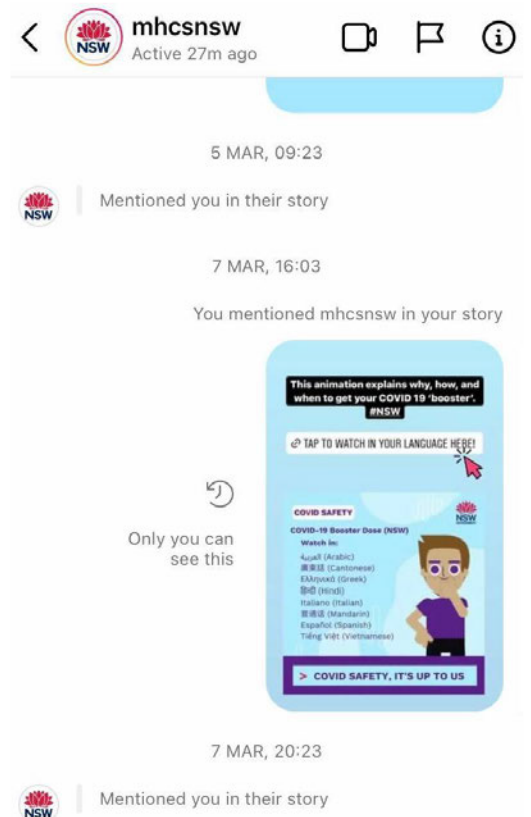 NSW
mhcsnsw
Active 27m ago
5 MAR, 09:23
NSW
Mentioned you in their story
7 MAR, 16:03
You mentioned mhcsnsw in your story
This animation explains why, how, and
when to get your COVID 19 'booster'.
#NSW
TAP TO WATCH IN YOUR LANGUAGE HERE!
Only you can
see this
COVID SAFETY
NSW
COVID-19 Booster Dose (NSW)
Watch in:
العربية (Arabic)
廣東話 (Cantonese)
Ελληνικά (Greek)
हिन्दी (Hindi)
Italiano (Italian)
普通话 (Mandarin)
Español (Spanish)
Tiếng Việt (Vietnamese)
> COVID SAFETY, IT'S UP TO US
7 MAR, 20:23
NSW
Mentioned you in their story